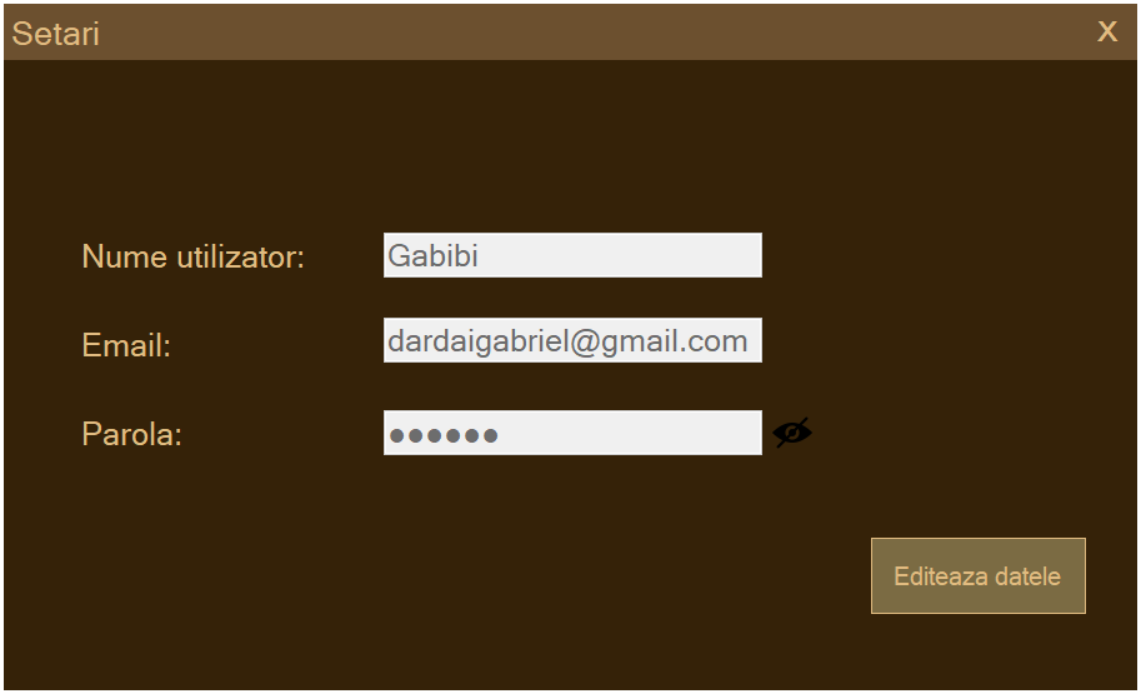 Setari X
Nume utilizator: Gabibi
Email: dardaigabriel@gmail.com
Parola: ●●●●●●
Editeaza datele